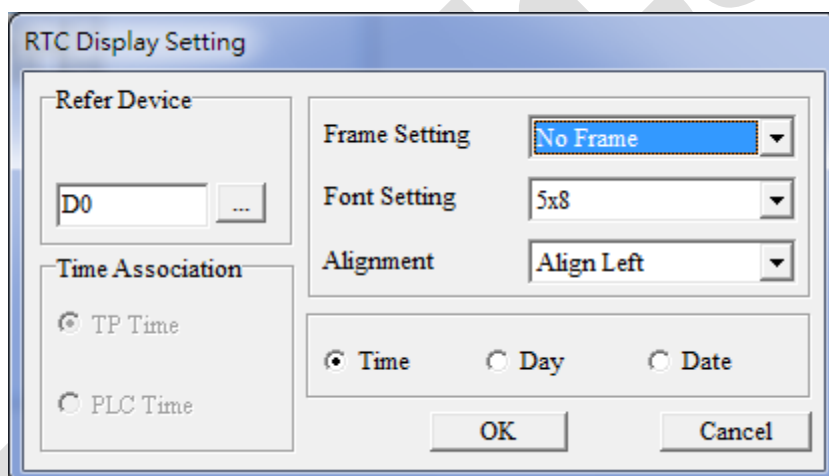 RTC Display Setting
Refer Device
D0
...
Time Association
TP Time
PLC Time
Frame Setting
No Frame
Font Setting
5x8
Alignment
Align Left
Time
Day
Date
OK
Cancel